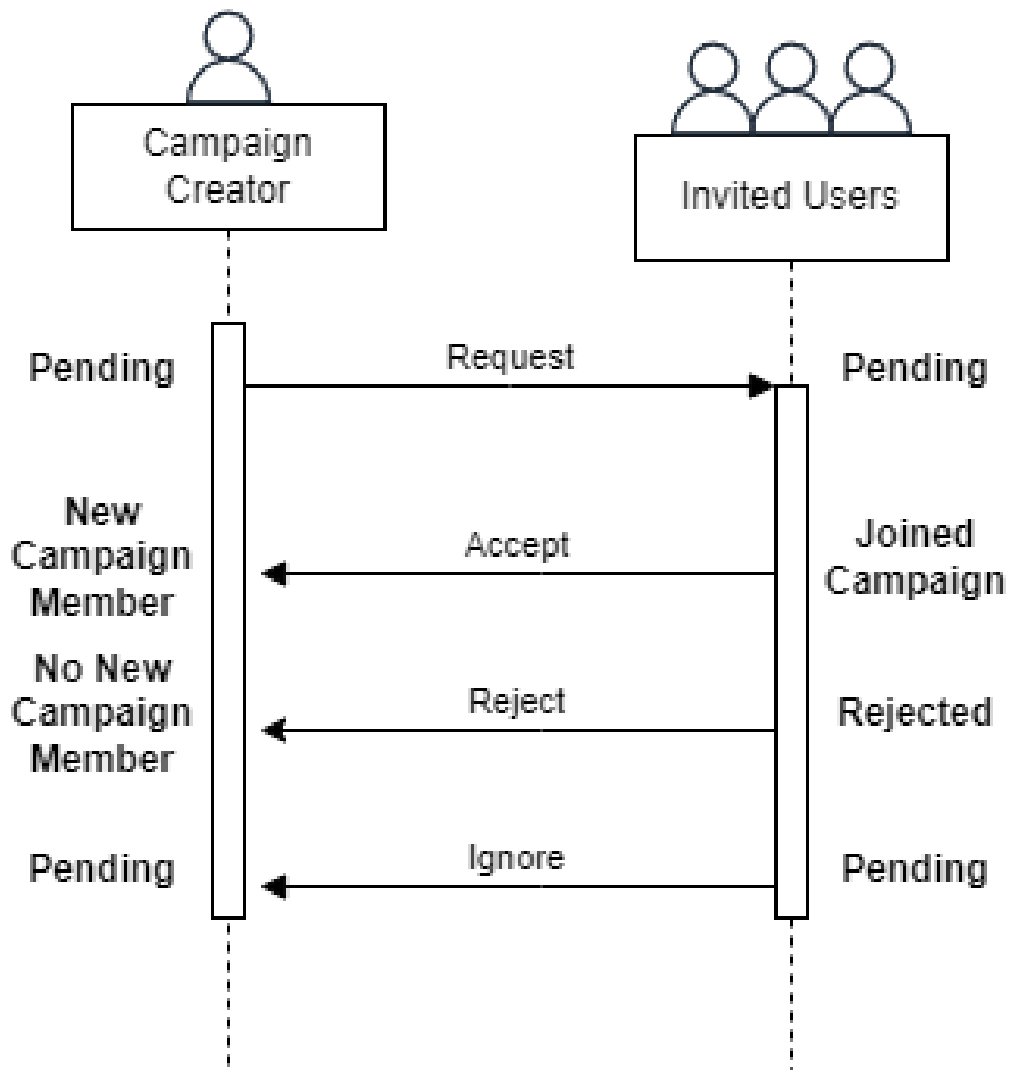 Campaign
Creator
Invited Users
Pending
Request
Pending
New
Campaign
Member
Accept
Joined
Campaign
No New
Campaign
Member
Reject
Rejected
Pending
Ignore
Pending